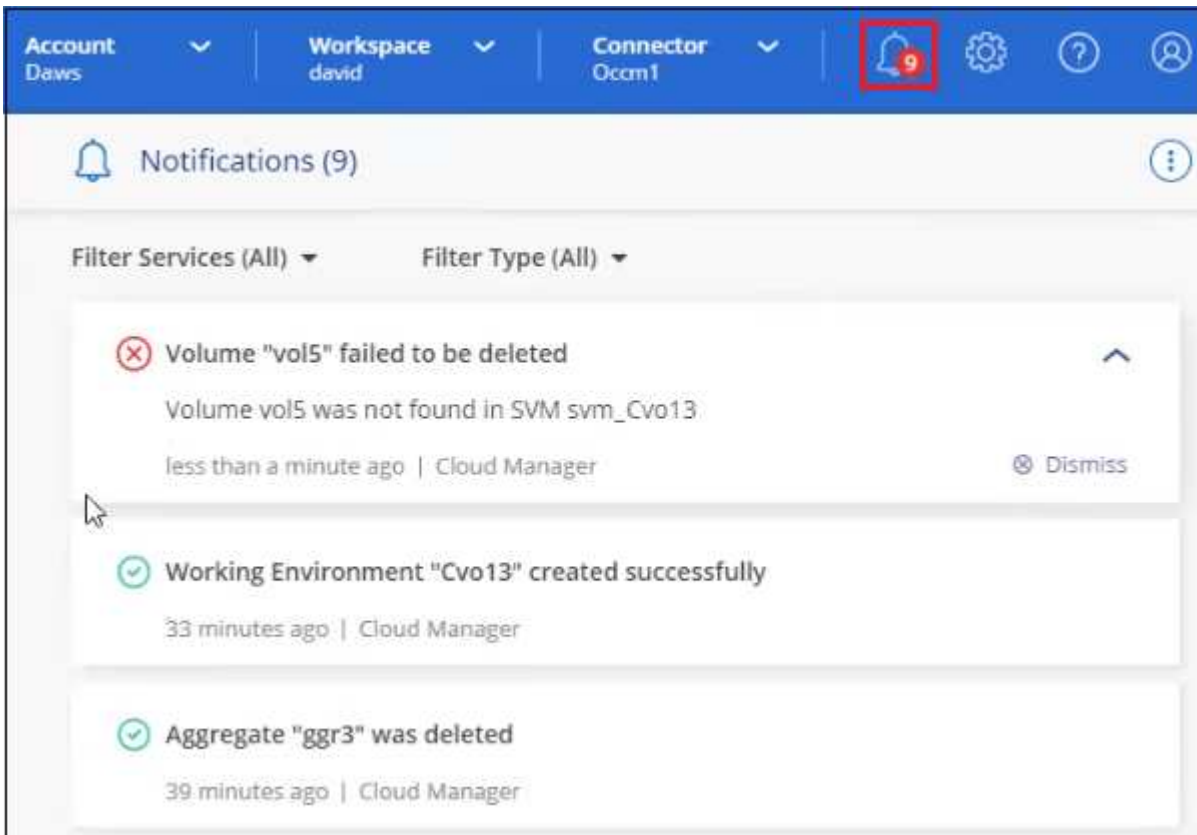 Account Workspace Connector
Daws david Occm1
9
Notifications (9)
Filter Services (All) Filter Type (All)
Volume "vol5" failed to be deleted
Volume vol5 was not found in SVM svm_Cvo13
less than a minute ago | Cloud Manager Dismiss
Working Environment "Cvo13" created successfully
33 minutes ago | Cloud Manager
Aggregate "ggr3" was deleted
39 minutes ago | Cloud Manager